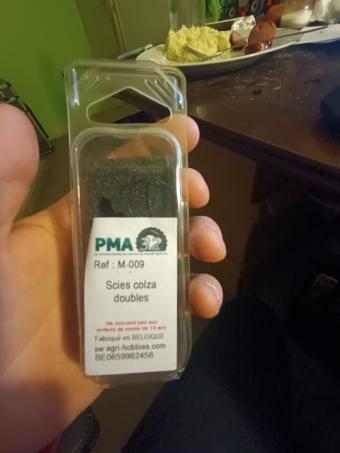 PMA
Ref : M-009
Scies colza
doubles
Ne convient pas aux
enfants de moins de 14 ans
Fabriqué en BELGIQUE
par agri-hobbies.com
BE0659982456